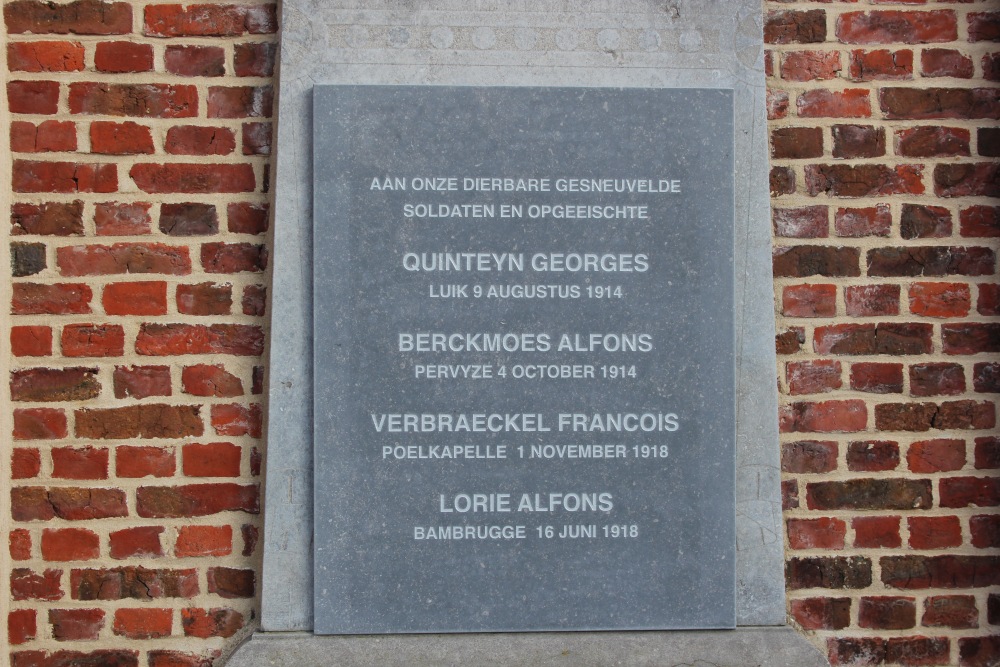 AAN ONZE DIERBARE GESNEUVELDE
SOLDATEN EN OPGEEISCHTE
QUINTEYN GEORGES
LUIK 9 AUGUSTUS 1914
BERCKMOES ALFONS
PERVYZE 4 OCTOBER 1914
VERBRAECKEL FRANCOIS
POELKAPELLE 1 NOVEMBER 1918
LORIE ALFONS
BAMBRUGGE 16 JUNI 1918